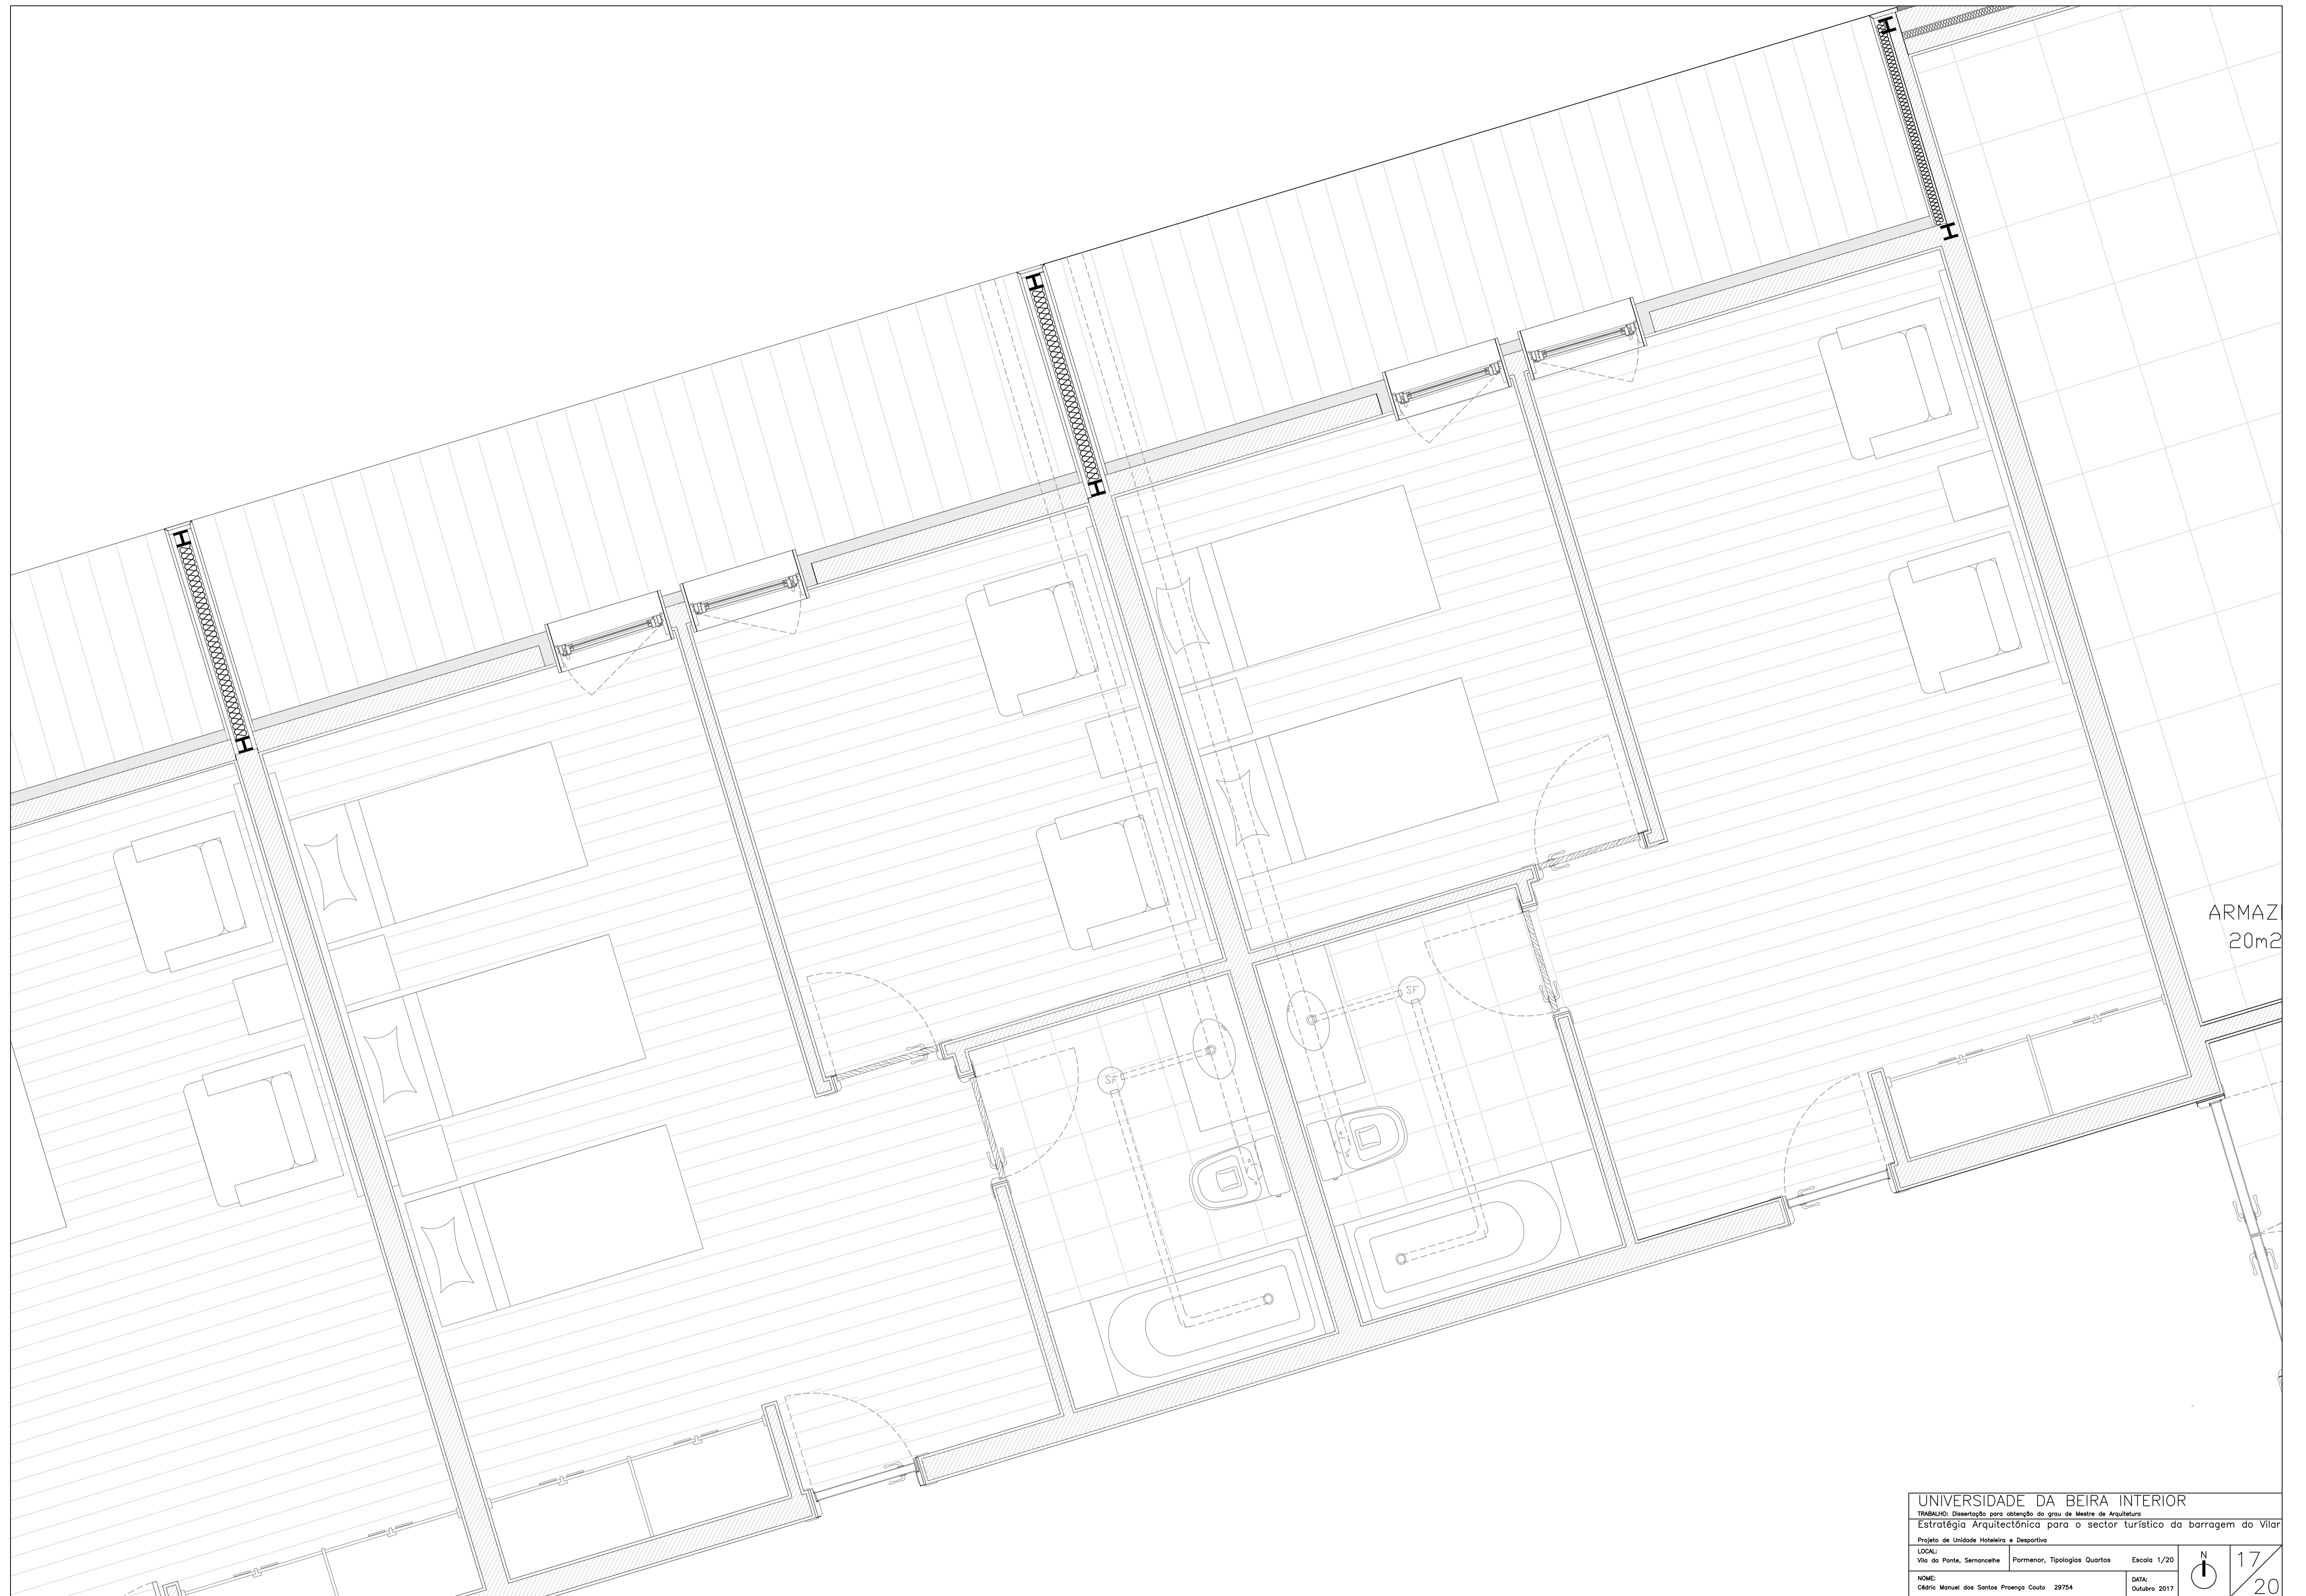 ARMAZ
20m2
S.F
S.F
UNIVERSIDADE DA BEIRA INTERIOR
TRABALHO: Dissertação para obtenção do grau de Mestre de Arquitetura
Estratégia Arquitectónica para o sector turístico da barragem do Vilar
Projeto de Unidade Hoteleira e Desportiva
LOCAL:
Vila da Ponte, Sernancelhe Pormenor, Tipologias Quartos Escala 1/20
NOME:
Cédric Manuel dos Santos Proença Couto 29754
DATA:
Outubro 2017
N
17/20